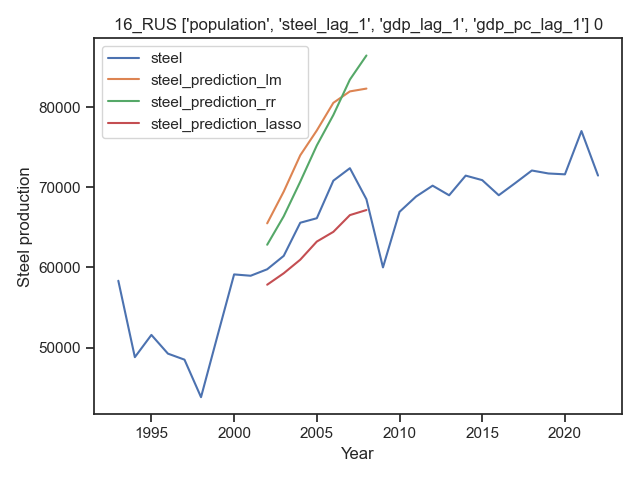 16_RUS ['population', 'steel_lag_1', 'gdp_lag_1', 'gdp_pc_lag_1'] 0
steel
steel_prediction_lm
steel_prediction_rr
steel_prediction_lasso
80000
70000
60000
50000
Steel production
1995
2000
2005
2010
2015
2020
Year